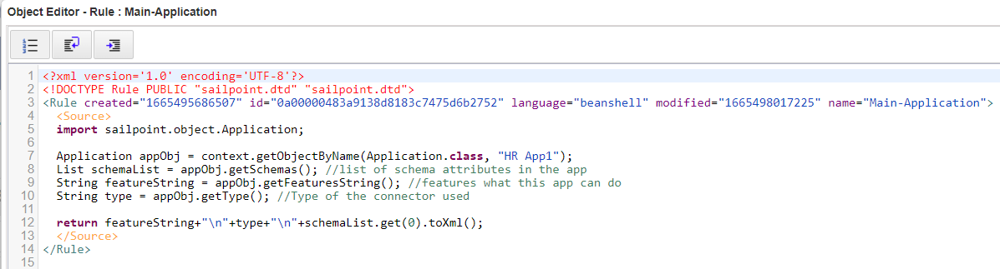 Object Editor - Rule : Main-Application
1 <?xml version='1.0' encoding='UTF-8'?>
2 <!DOCTYPE Rule PUBLIC "sailpoint.dtd" "sailpoint.dtd">
3 <Rule created="1665495686507" id="0a00000483a9138d8183c7475d6b2752" language="beanshell" modified="1665498017225" name="Main-Application">
4   <Source>
5   import sailpoint.object.Application;
6
7   Application appObj = context.getObjectByName(Application.class, "HR App1");
8   List schemaList = appObj.getSchemas(); //list of schema attributes in the app
9   String featureString = appObj.getFeaturesString(); //features what this app can do
10   String type = appObj.getType(); //Type of the connector used
11
12   return featureString+"\n"+type+"\n"+schemaList.get(0).toXml();
13   </Source>
14 </Rule>
15